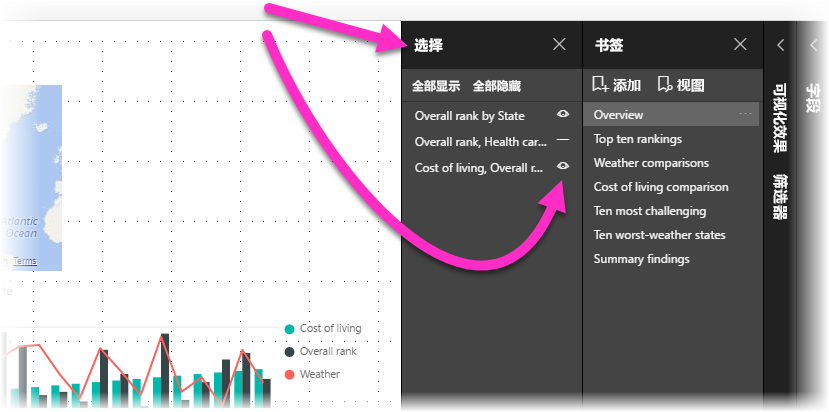 选择
全部显示 全部隐藏
Overall rank by State
Overall rank, Health car...
Cost of living, Overall r...
书签
添加 视图
Overview
Top ten rankings
Weather comparisons
Cost of living comparison
Ten most challenging
Ten worst-weather states
Summary findings
可视化效果
筛选器
字段
Atlantic
Ocean
Terms
Cost of living
Overall rank
Weather